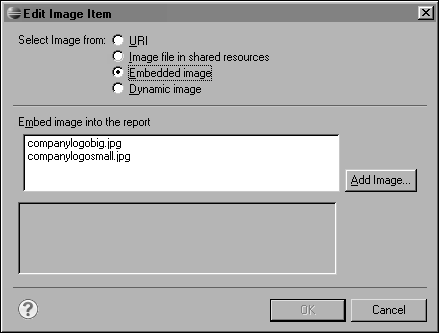 Edit Image Item
Select Image from: URI
Image file in shared resources
Embedded image
Dynamic image
Embed image into the report
companylogobig.jpg
companylogosmall.jpg
Add Image...
?
OK
Cancel